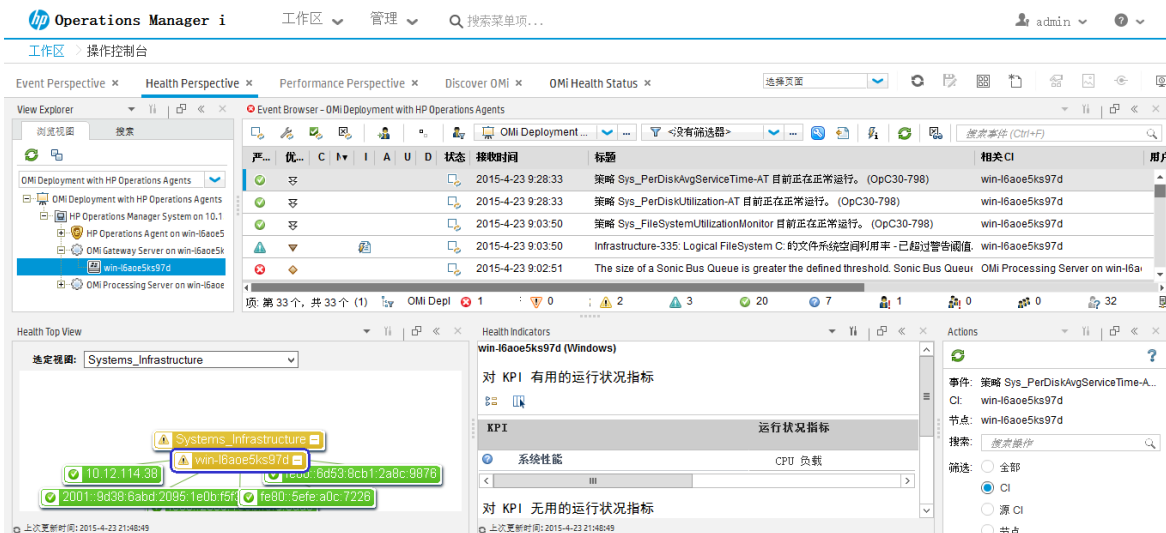 hp Operations Manager i 工作区 管理 搜索菜单项... admin
工作区 > 操作控制台
Event Perspective × Health Perspective × Performance Perspective × Discover OMi × OMi Health Status × 选择页面
View Explorer
浏览视图 搜索
OMi Deployment with HP Operations Agents
OMi Deployment with HP Operations Agents
HP Operations Manager System on 10.1
HP Operations Agent on win-l6aoe5
OMi Gateway Server on win-l6aoe5k
win-l6aoe5ks97d
OMi Processing Server on win-l6aoe
Event Browser - OMi Deployment with HP Operations Agents
OMi Deployment ... <没有筛选器> 搜索事件 (Ctrl+F)
严... 优... C I A U D 状态 接收时间 标题 相关CI 用户
2015-4-23 9:28:33 策略 Sys_PerDiskAvgServiceTime-AT 目前正在正常运行。 (OpC30-798) win-l6aoe5ks97d
2015-4-23 9:28:33 策略 Sys_PerDiskUtilization-AT 目前正在正常运行。 (OpC30-798) win-l6aoe5ks97d
2015-4-23 9:03:50 策略 Sys_FileSystemUtilizationMonitor 目前正在正常运行。 (OpC30-798) win-l6aoe5ks97d
2015-4-23 9:03:50 Infrastructure-335: Logical FileSystem C: 的文件系统空间利用率 - 已超过警告阈值. win-l6aoe5ks97d
2015-4-23 9:02:51 The size of a Sonic Bus Queue is greater the defined threshold. Sonic Bus Queue OMi Processing Server on win-l6ao
项: 第 33 个, 共 33 个 (1) OMi Depl 1 0 2 3 20 7 1 0 0 32
Health Top View
选定视图: Systems_Infrastructure
Systems_Infrastructure
win-l6aoe5ks97d
10.12.114.38 fe80::6d53:8cb1:2a8c:9876
2001::9d38:6abd:2095:1e0b:f5f3 fe80::5efe:a0c:7226
上次更新时间: 2015-4-23 21:48:49
Health Indicators
win-l6aoe5ks97d (Windows)
对 KPI 有用的运行状况指标
KPI 运行状况指标
系统性能 CPU 负载
对 KPI 无用的运行状况指标
上次更新时间: 2015-4-23 21:48:49
Actions
事件: 策略 Sys_PerDiskAvgServiceTime-A...
CI: win-l6aoe5ks97d
节点: win-l6aoe5ks97d
搜索: 搜索操作
筛选: 全部
CI
源 CI
节点